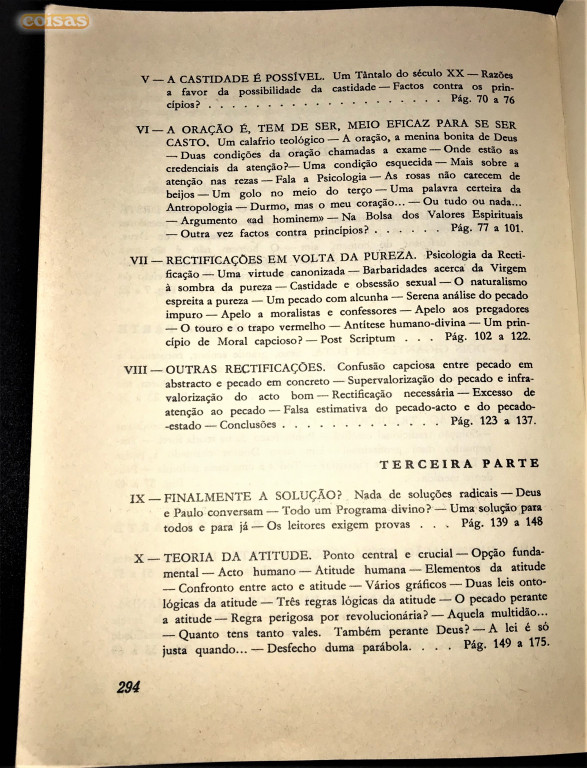 coisas
V — A CASTIDADE É POSSÍVEL. Um Tântalo do século XX — Razões
a favor da possibilidade da castidade — Factos contra os prin-
cípios? . . . . . . . . . . . . . . . . . . . . Pág. 70 a 76
VI — A ORAÇÃO É, TEM DE SER, MEIO EFICAZ PARA SE SER
CASTO. Um calafrio teológico — A oração, a menina bonita de Deus
— Duas condições da oração chamadas a exame — Onde estão as
credenciais da atenção? — Uma condição esquecida — Mais sobre a
atenção nas rezas — Fala a Psicologia — As rosas não carecem de
beijos — Um golo no meio do terço — Uma palavra certeira da
Antropologia — Durmo, mas o meu coração... — Ou tudo ou nada...
— Argumento «ad hominem» — Na Bolsa dos Valores Espirituais
— Outra vez factos contra princípios? . . . . . . Pág. 77 a 101.
VII — RECTIFICAÇÕES EM VOLTA DA PUREZA. Psicologia da Recti-
ficação — Uma virtude canonizada — Barbaridades acerca da Virgem
à sombra da pureza — Castidade e obsessão sexual — O naturalismo
espreita a pureza — Um pecado com alcunha — Serena análise do pecado
impuro — Apelo a moralistas e confessores — Apelo aos pregadores
— O touro e o trapo vermelho — Antítese humano-divina — Um prin-
cípio de Moral capcioso? — Post Scriptum . . . Pág. 102 a 122.
VIII — OUTRAS RECTIFICAÇÕES. Confusão capciosa entre pecado em
abstracto e pecado em concreto — Supervalorização do pecado e infra-
valorização do acto bom — Rectificação necessária — Excesso de
atenção ao pecado — Falsa estimativa do pecado-acto e do pecado-
-estado — Conclusões . . . . . . . . . . . . . Pág. 123 a 137.
TERCEIRA PARTE
IX — FINALMENTE A SOLUÇÃO? Nada de soluções radicais — Deus
e Paulo conversam — Todo um Programa divino? — Uma solução para
todos e para já — Os leitores exigem provas . . . Pág. 139 a 148
X — TEORIA DA ATITUDE. Ponto central e crucial — Opção funda-
mental — Acto humano — Atitude humana — Elementos da atitude
— Confronto entre acto e atitude — Vários gráficos — Duas leis onto-
lógicas da atitude — Três regras lógicas da atitude — O pecado perante
a atitude — Regra perigosa por revolucionária? — Aquela multidão...
— Quanto tens tanto vales. Também perante Deus? — A lei é só
justa quando... — Desfecho duma parábola. . . . Pág. 149 a 175.
294